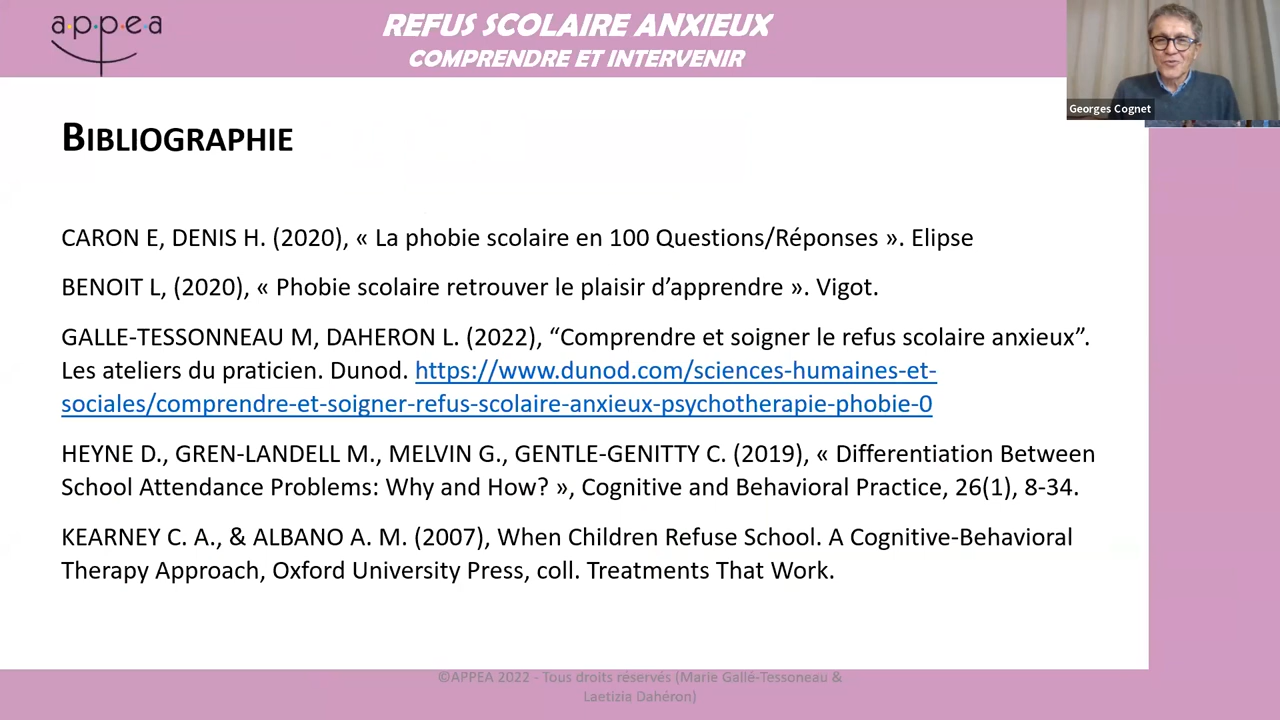 appea
REFUS SCOLAIRE ANXIEUX
COMPRENDRE ET INTERVENIR
Georges Cognet
BIBLIOGRAPHIE
CARON E, DENIS H. (2020), « La phobie scolaire en 100 Questions/Réponses ». Elipse
BENOIT L, (2020), « Phobie scolaire retrouver le plaisir d’apprendre ». Vigot.
GALLE-TESSONNEAU M, DAHERON L. (2022), “Comprendre et soigner le refus scolaire anxieux”.
Les ateliers du praticien. Dunod. https://www.dunod.com/sciences-humaines-et-
sociales/comprendre-et-soigner-refus-scolaire-anxieux-psychotherapie-phobie-0
HEYNE D., GREN-LANDELL M., MELVIN G., GENTLE-GENITTY C. (2019), « Differentiation Between
School Attendance Problems: Why and How? », Cognitive and Behavioral Practice, 26(1), 8-34.
KEARNEY C. A., & ALBANO A. M. (2007), When Children Refuse School. A Cognitive-Behavioral
Therapy Approach, Oxford University Press, coll. Treatments That Work.
©APPEA 2022 - Tous droits réservés (Marie Gallé-Tessoneau &
Laetizia Dahéron)